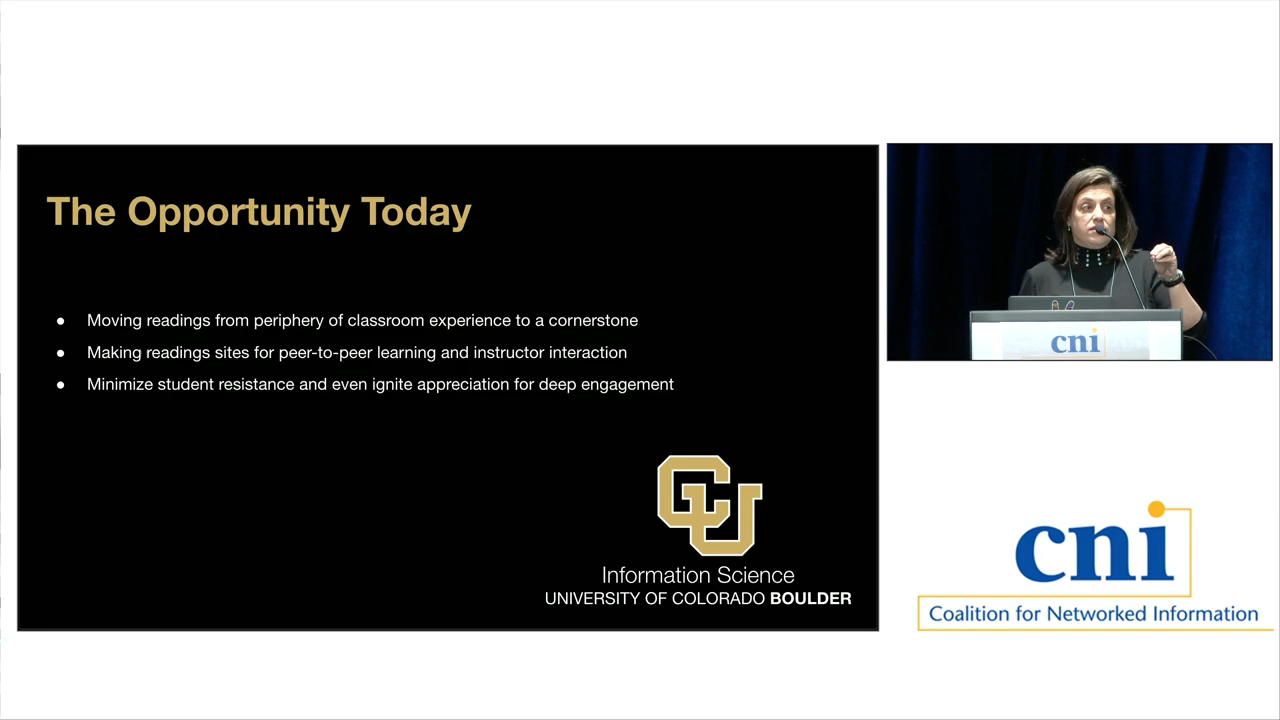 The Opportunity Today
● Moving readings from periphery of classroom experience to a cornerstone
● Making readings sites for peer-to-peer learning and instructor interaction
● Minimize student resistance and even ignite appreciation for deep engagement
CU
Information Science
UNIVERSITY OF COLORADO BOULDER
cni
cni
Coalition for Networked Information